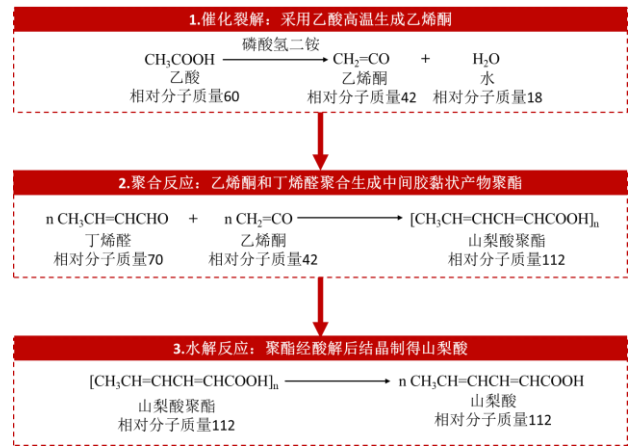 1.催化裂解：采用乙酸高温生成乙烯酮
磷酸氢二铵
CH₃COOH CH₂=CO + H₂O
乙酸 乙烯酮 水
相对分子质量60 相对分子质量42 相对分子质量18
2.聚合反应：乙烯酮和丁烯醛聚合生成中间胶黏状产物聚酯
n CH₃CH=CHCHO + n CH₂=CO [CH₃CH=CHCH=CHCOOH]ₙ
丁烯醛 乙烯酮 山梨酸聚酯
相对分子质量70 相对分子质量42 相对分子质量112
3.水解反应：聚酯经酸解后结晶制得山梨酸
[CH₃CH=CHCH=CHCOOH]ₙ n CH₃CH=CHCH=CHCOOH
山梨酸聚酯 山梨酸
相对分子质量112 相对分子质量112